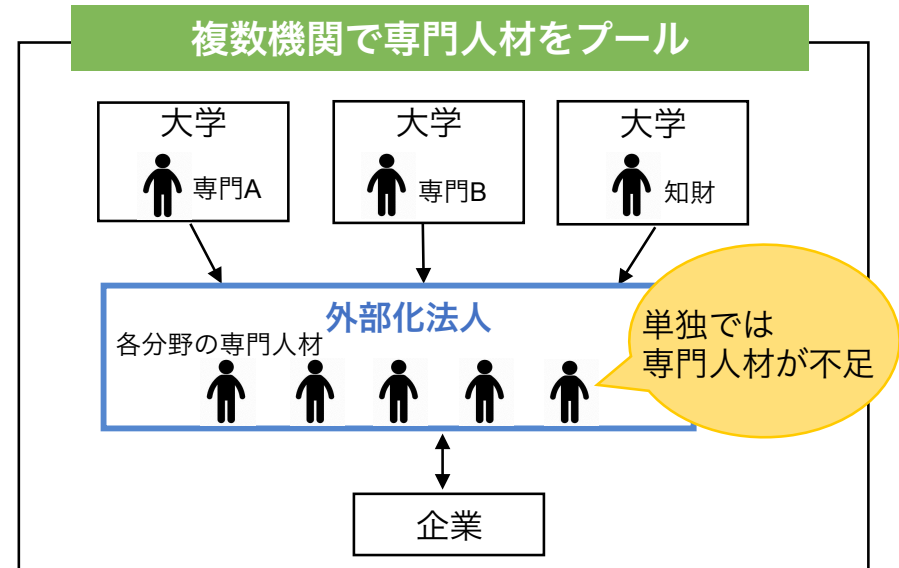 複数機関で専門人材をプール
大学
専門A
大学
専門B
大学
知財
外部化法人
各分野の専門人材
単独では
専門人材が不足
企業